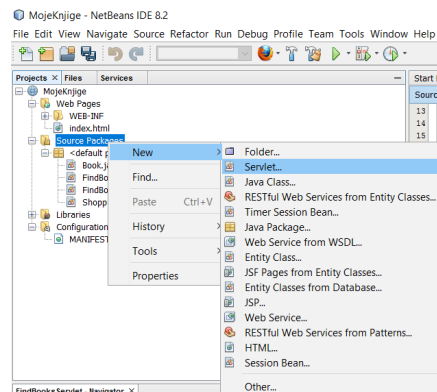 MojeKnjige - NetBeans IDE 8.2
File Edit View Navigate Source Refactor Run Debug Profile Team Tools Window Help
Projects × Files Services
Start
MojeKnjige
Sourc
Web Pages
13
WEB-INF
14
index.html
15
Source Packages
<default p
Book.j
FindBo
FindBo
Shopp
Libraries
Configuration
MANIFEST
New
Find...
Paste Ctrl+V
History
Tools
Properties
Folder...
Servlet...
Java Class...
RESTful Web Services from Entity Classes...
Timer Session Bean...
Java Package...
Web Service from WSDL...
Entity Class...
JSF Pages from Entity Classes...
Entity Classes from Database...
JSP...
Web Service...
RESTful Web Services from Patterns...
HTML...
Session Bean...
Other...
FindBooksServlet - Navigator ×